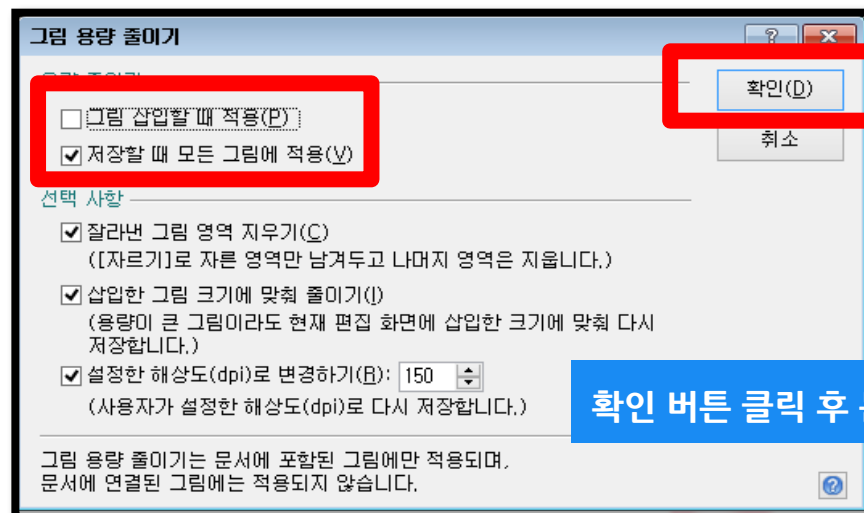 그림 용량 줄이기
확인(D)
그림 삽입할 때 적용(P)
취소
저장할 때 모든 그림에 적용(V)
선택 사항
잘라낸 그림 영역 지우기(C)
([자르기]로 자른 영역만 남겨두고 나머지 영역은 지웁니다.)
삽입한 그림 크기에 맞춰 줄이기(I)
(용량이 큰 그림이라도 현재 편집 화면에 삽입한 크기에 맞춰 다시
저장합니다.)
설정한 해상도(dpi)로 변경하기(R): 150
(사용자가 설정한 해상도(dpi)로 다시 저장합니다.)
확인 버튼 클릭 후
그림 용량 줄이기는 문서에 포함된 그림에만 적용되며,
문서에 연결된 그림에는 적용되지 않습니다.